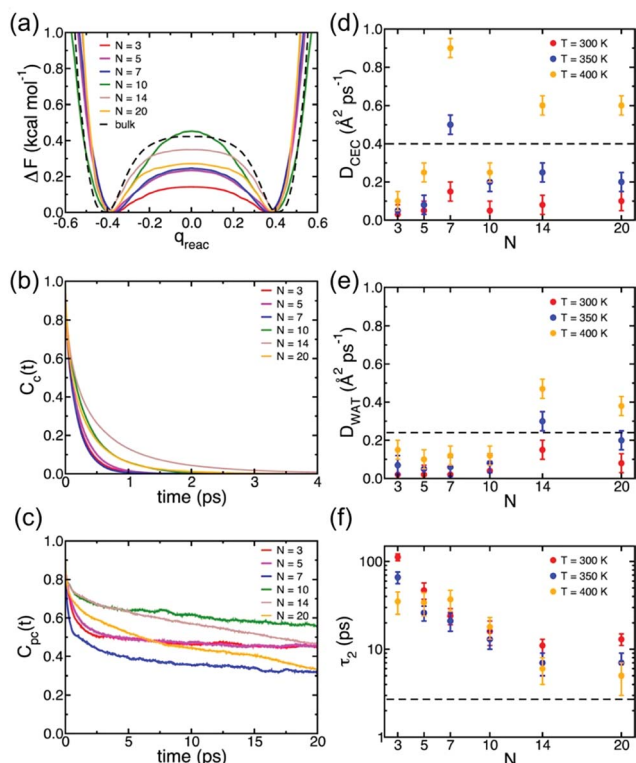 (a)
ΔF (kcal mol⁻¹)
1.0
0.8
0.6
0.4
0.2
0.0
N = 3
N = 5
N = 7
N = 10
N = 14
N = 20
bulk
-0.6 -0.4 -0.2 0.0 0.2 0.4 0.6
q_reac
(b)
C_c(t)
1.0
0.8
0.6
0.4
0.2
0.0
N = 3
N = 5
N = 7
N = 10
N = 14
N = 20
0 1 2 3 4
time (ps)
(c)
C_pc(t)
1.0
0.8
0.6
0.4
0.2
0.0
N = 3
N = 5
N = 7
N = 10
N = 14
N = 20
0 5 10 15 20
time (ps)
(d)
D_CEC (Å² ps⁻¹)
1.0
0.8
0.6
0.4
0.2
0.0
T = 300 K
T = 350 K
T = 400 K
3 5 7 10 14 20
N
(e)
D_WAT (Å² ps⁻¹)
1.0
0.8
0.6
0.4
0.2
0.0
T = 300 K
T = 350 K
T = 400 K
3 5 7 10 14 20
N
(f)
τ₂ (ps)
100
10
1
T = 300 K
T = 350 K
T = 400 K
3 5 7 10 14 20
N